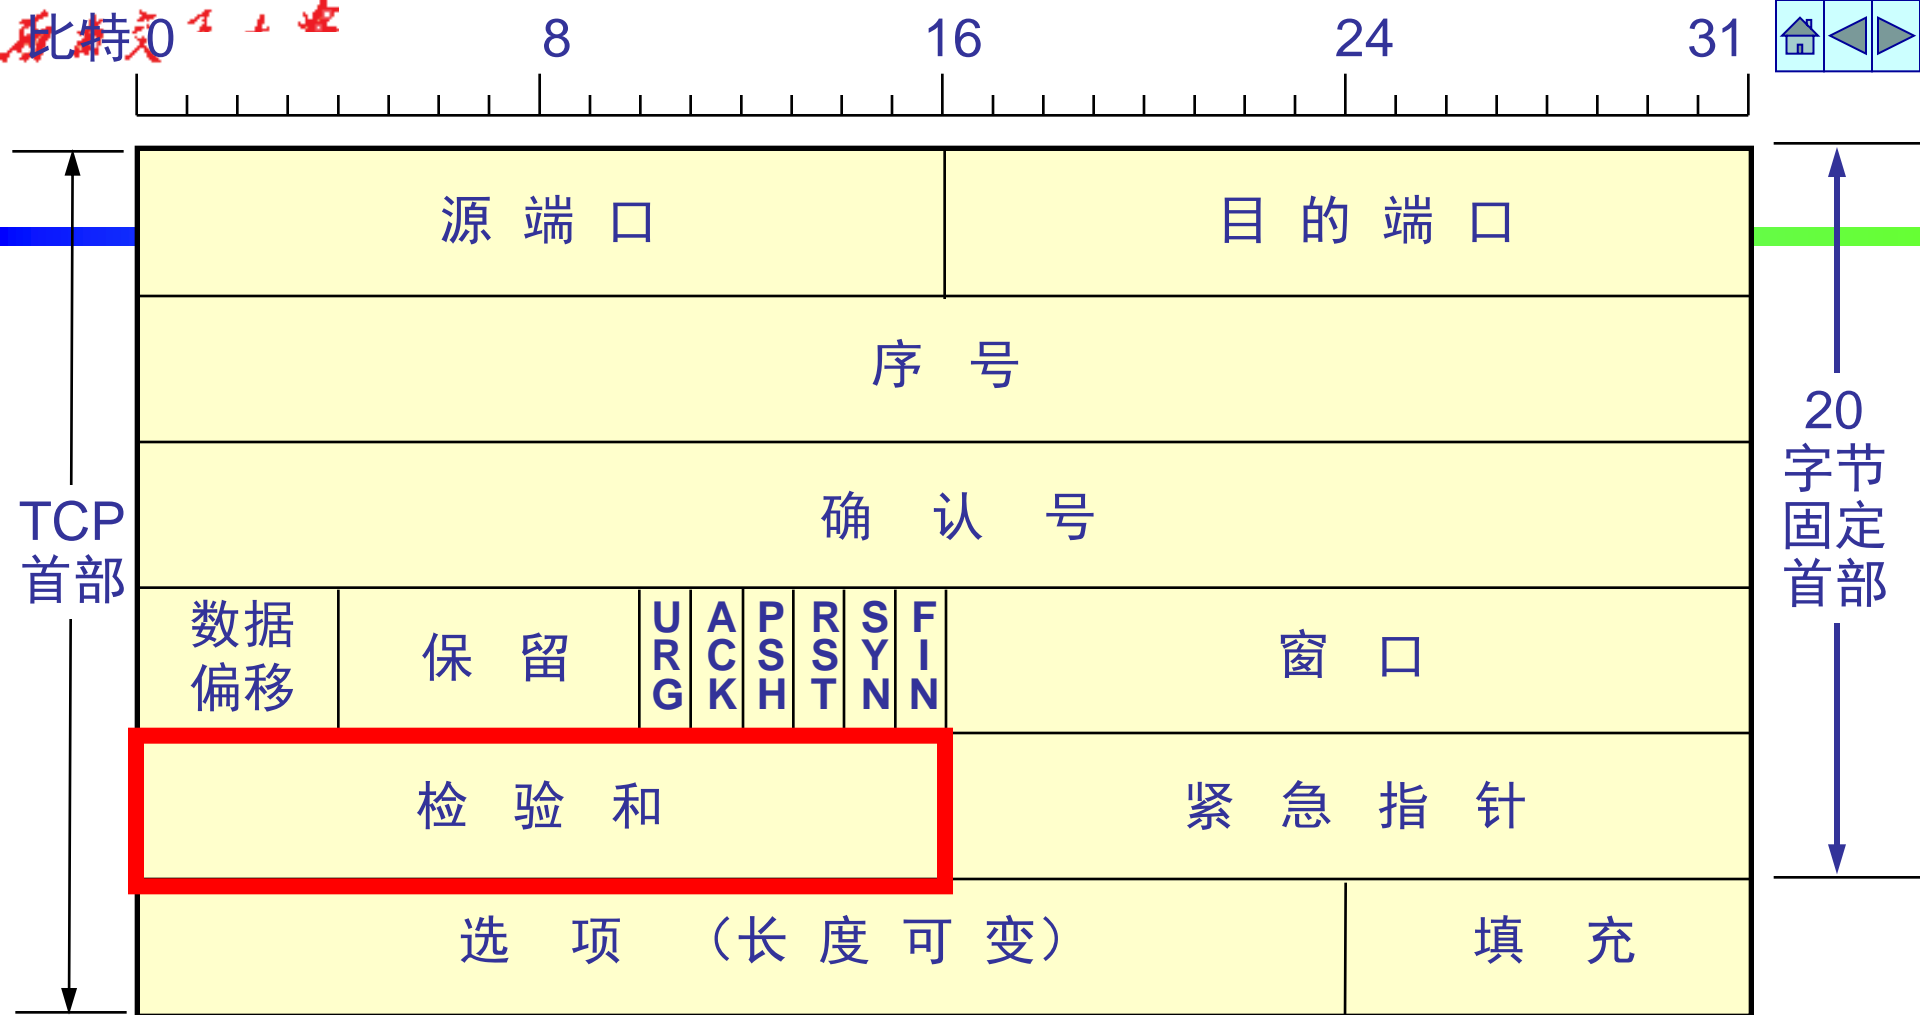 比特 0 8 16 24 31
源端口 目的端口
序号
确认号
TCP
首部
20
字节
固定
首部
数据
偏移
保留 URG ACK PSH RST SYN FIN 窗口
检验和 紧急指针
选项 （长度可变） 填充